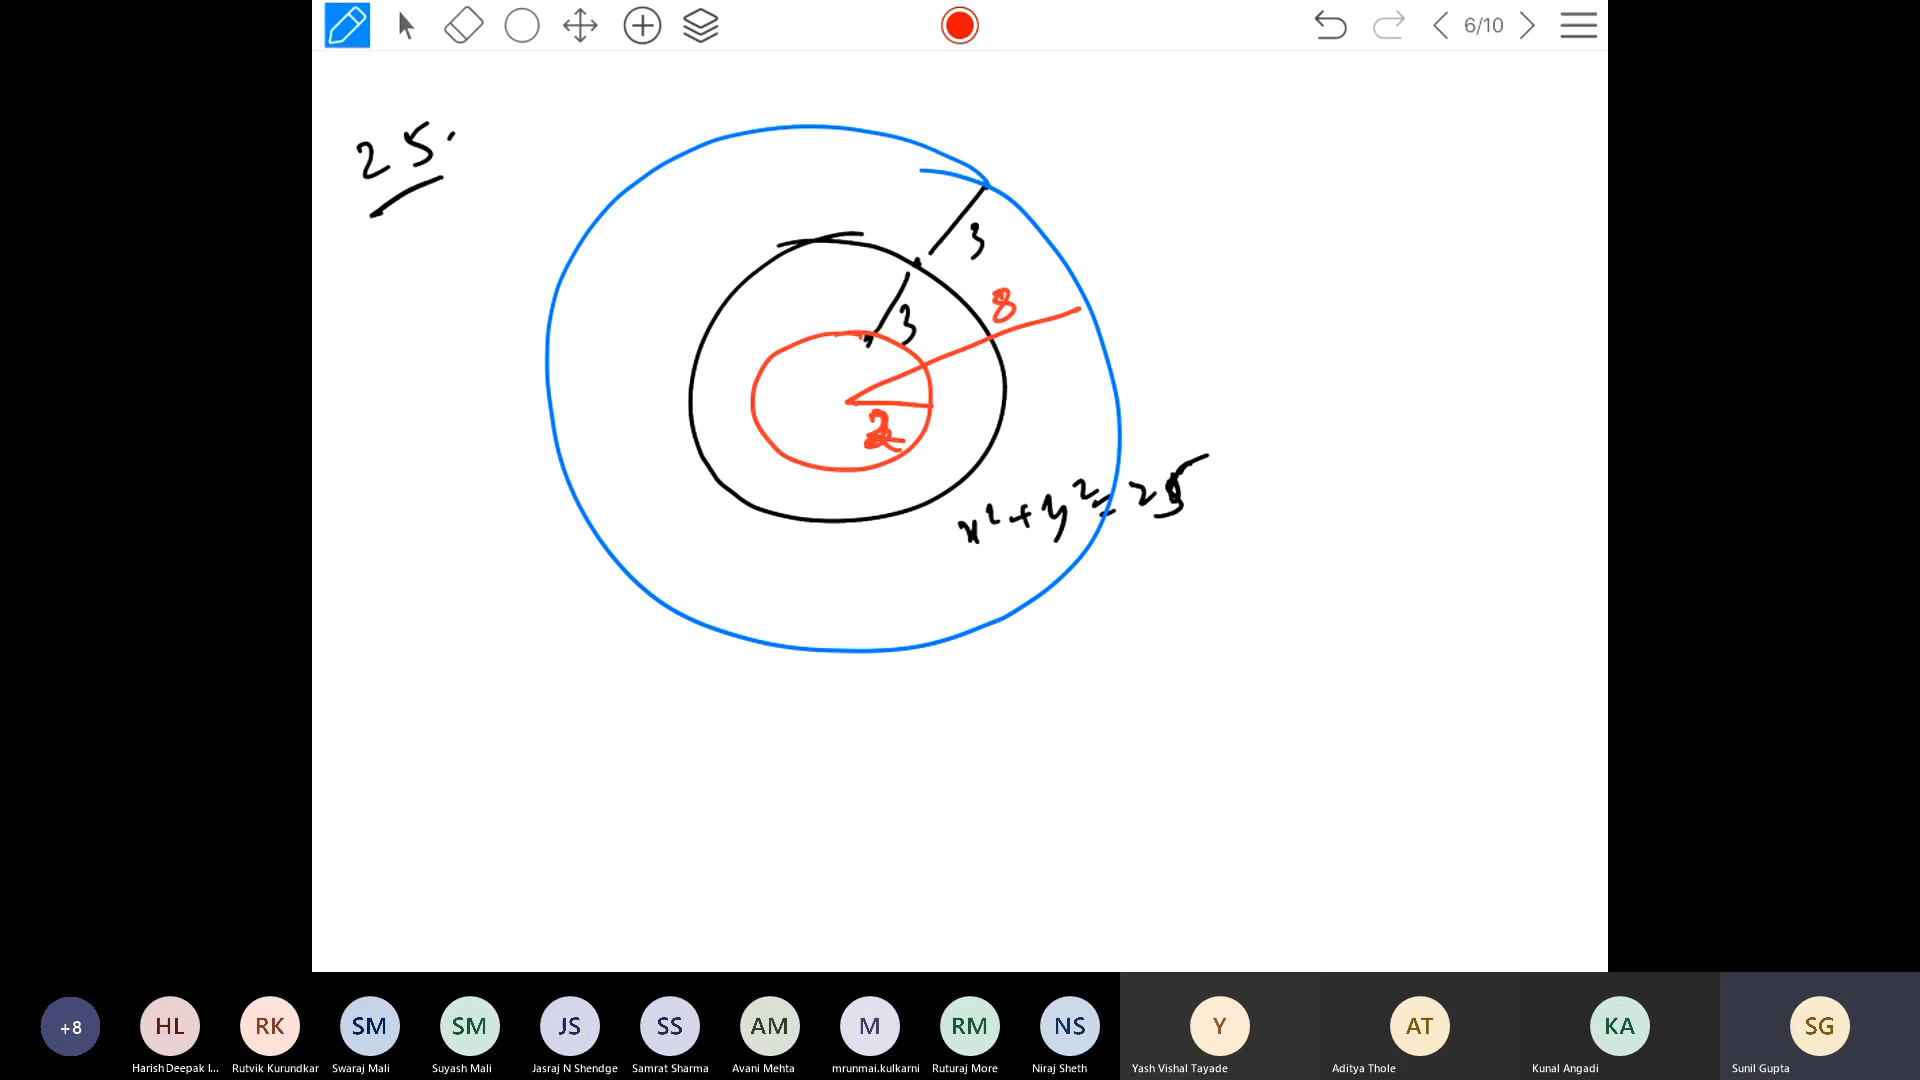 6/10
25.
3
8
3
2
x²+y²=25
+8 HL RK SM SM JS SS AM M RM NS Y AT KA SG
Harish Deepak I... Rutvik Kurundkar Swaraj Mali Suyash Mali Jasraj N Shendge Samrat Sharma Avani Mehta mrunmai.kulkarni Ruturaj More Niraj Sheth Yash Vishal Tayade Aditya Thole Kunal Angadi Sunil Gupta